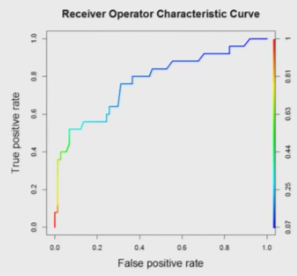 Receiver Operator Characteristic Curve
True positive rate
0.0 0.2 0.4 0.6 0.8 1.0
0.07 0.25 0.44 0.63 0.81 1
0.0 0.2 0.4 0.6 0.8 1.0
False positive rate